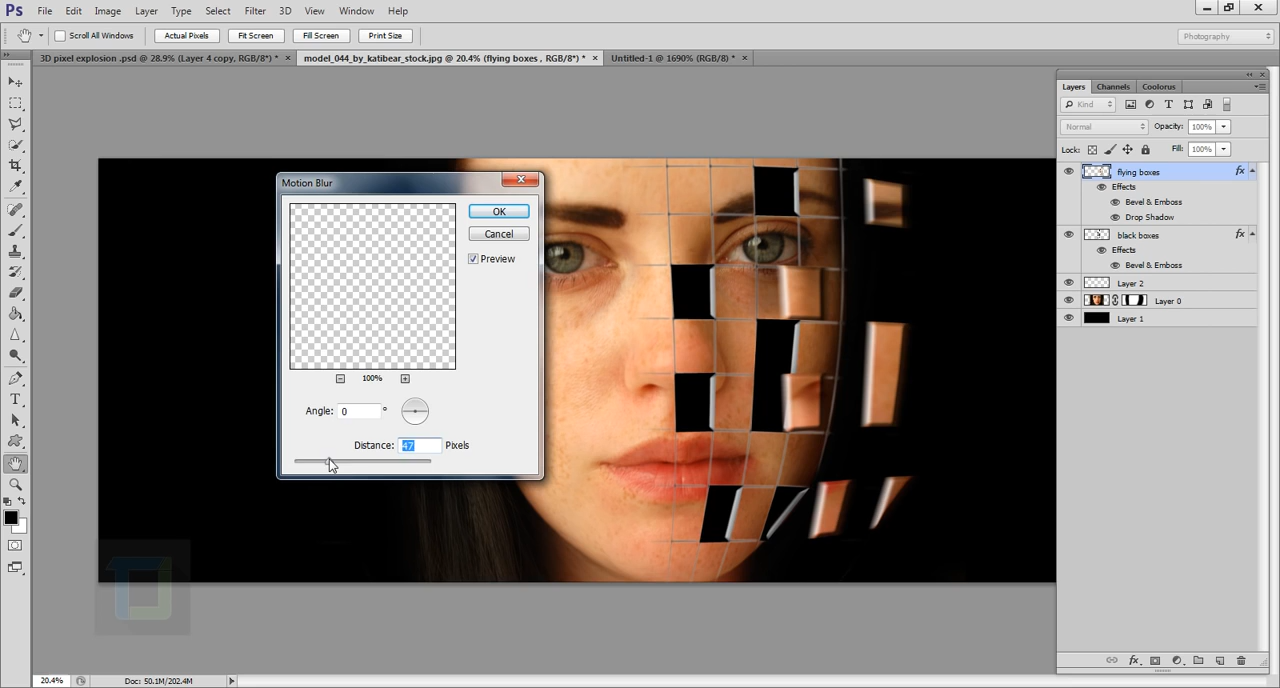 Ps File Edit Image Layer Type Select Filter 3D View Window Help
Scroll All Windows Actual Pixels Fit Screen Fill Screen Print Size Photography
3D pixel explosion .psd @ 28.9% (Layer 4 copy, RGB/8*) * × model_044_by_katibear_stock.jpg @ 20.4% (flying boxes , RGB/8*) * × Untitled-1 @ 1690% (RGB/8) * ×
Layers Channels Coolorus
Kind
Normal Opacity: 100%
Lock: Fill: 100%
flying boxes fx
Effects
Bevel & Emboss
Drop Shadow
black boxes fx
Effects
Bevel & Emboss
Layer 2
Layer 0
Layer 1
Motion Blur
OK
Cancel
Preview
100%
Angle: 0 °
Distance: 47 Pixels
20.4% Doc: 50.1M/202.4M